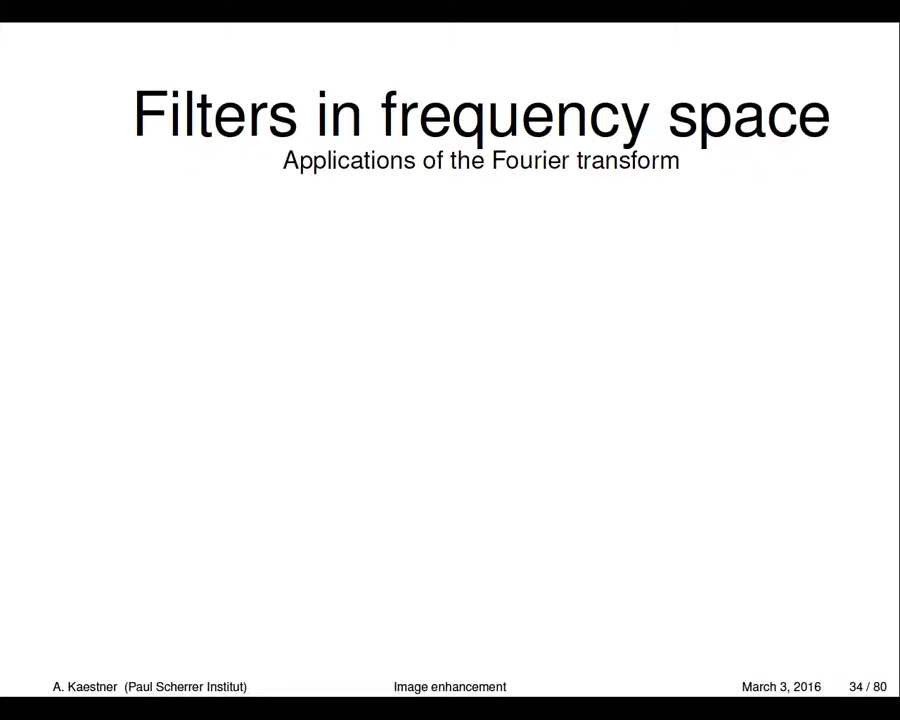 Filters in frequency space
Applications of the Fourier transform
A. Kaestner (Paul Scherrer Institut) Image enhancement March 3, 2016 34 / 80